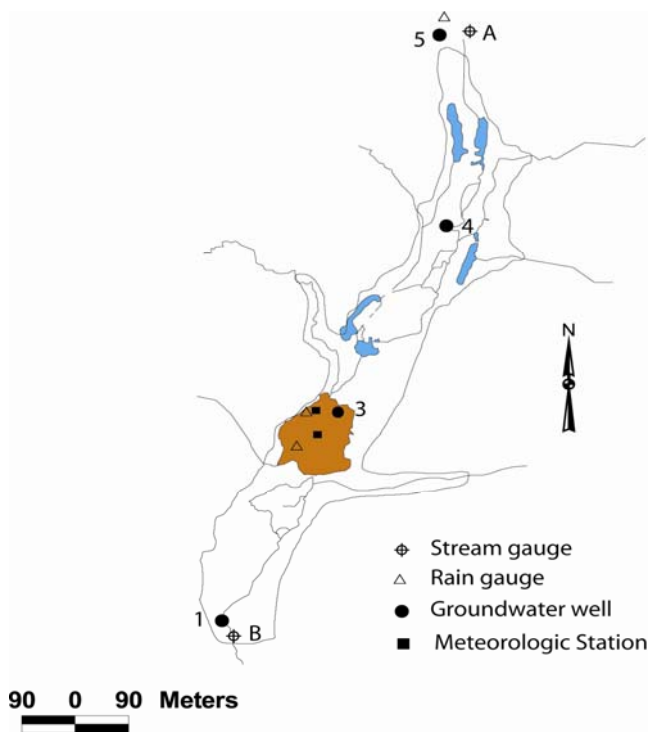 5
A
4
N
3
Stream gauge
Rain gauge
1
Groundwater well
B
Meteorologic Station
90 0 90 Meters